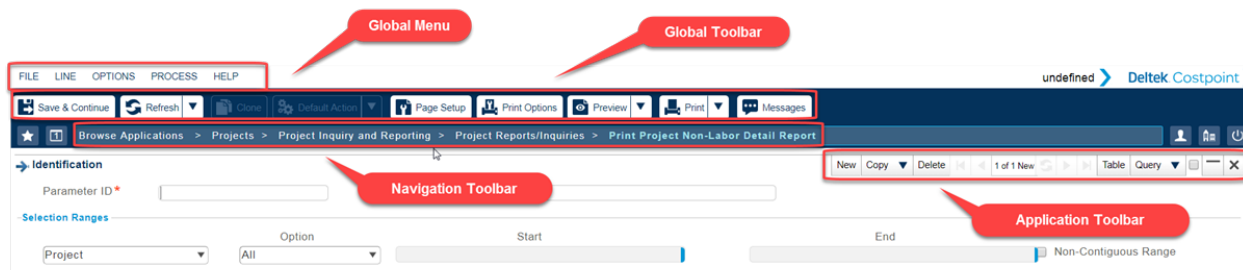 Global Menu
Global Toolbar
FILE LINE OPTIONS PROCESS HELP
undefined Deltek Costpoint
Save & Continue Refresh Clone Default Action Page Setup Print Options Preview Print Messages
Browse Applications > Projects > Project Inquiry and Reporting > Project Reports/Inquiries > Print Project Non-Labor Detail Report
Identification
New Copy Delete 1 of 1 New Table Query
Parameter ID*
Navigation Toolbar
Application Toolbar
Selection Ranges
Option Start End
Project All Non-Contiguous Range